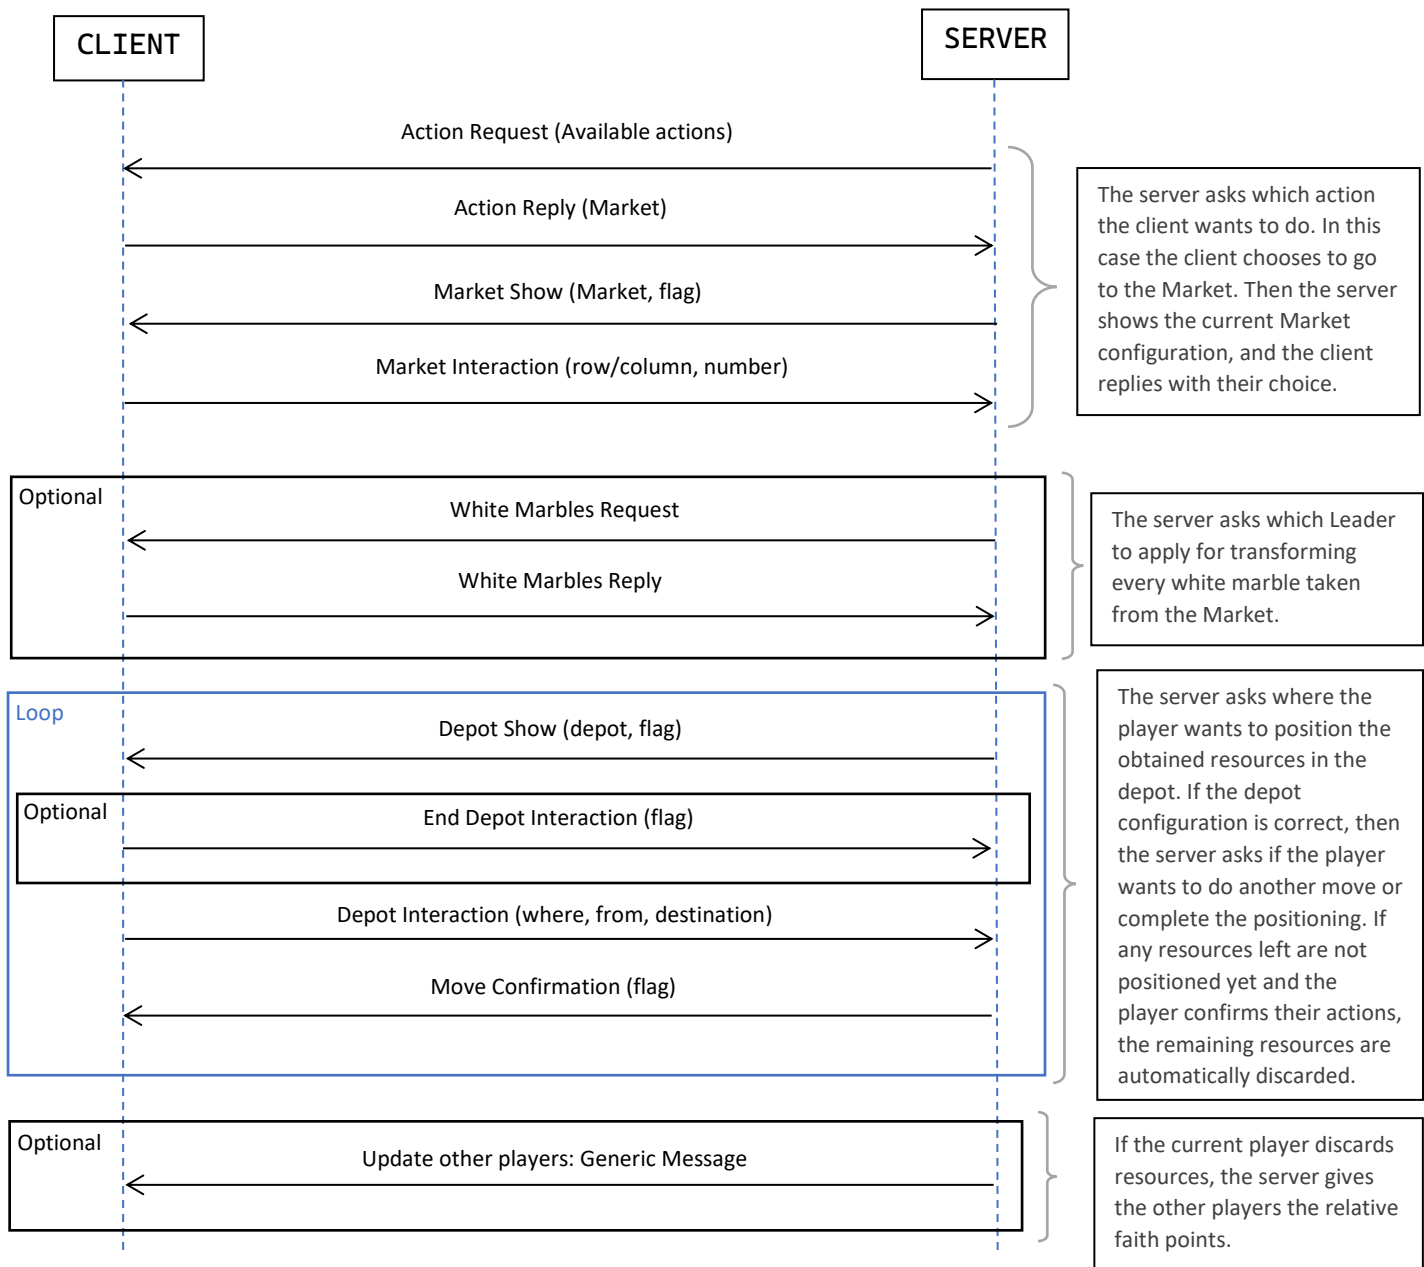 CLIENT
SERVER
Action Request (Available actions)
Action Reply (Market)
Market Show (Market, flag)
Market Interaction (row/column, number)
The server asks which action
the client wants to do. In this
case the client chooses to go
to the Market. Then the server
shows the current Market
configuration, and the client
replies with their choice.
Optional
White Marbles Request
White Marbles Reply
The server asks which Leader
to apply for transforming
every white marble taken
from the Market.
Loop
Depot Show (depot, flag)
Optional
End Depot Interaction (flag)
Depot Interaction (where, from, destination)
Move Confirmation (flag)
The server asks where the
player wants to position the
obtained resources in the
depot. If the depot
configuration is correct, then
the server asks if the player
wants to do another move or
complete the positioning. If
any resources left are not
positioned yet and the
player confirms their actions,
the remaining resources are
automatically discarded.
Optional
Update other players: Generic Message
If the current player discards
resources, the server gives
the other players the relative
faith points.